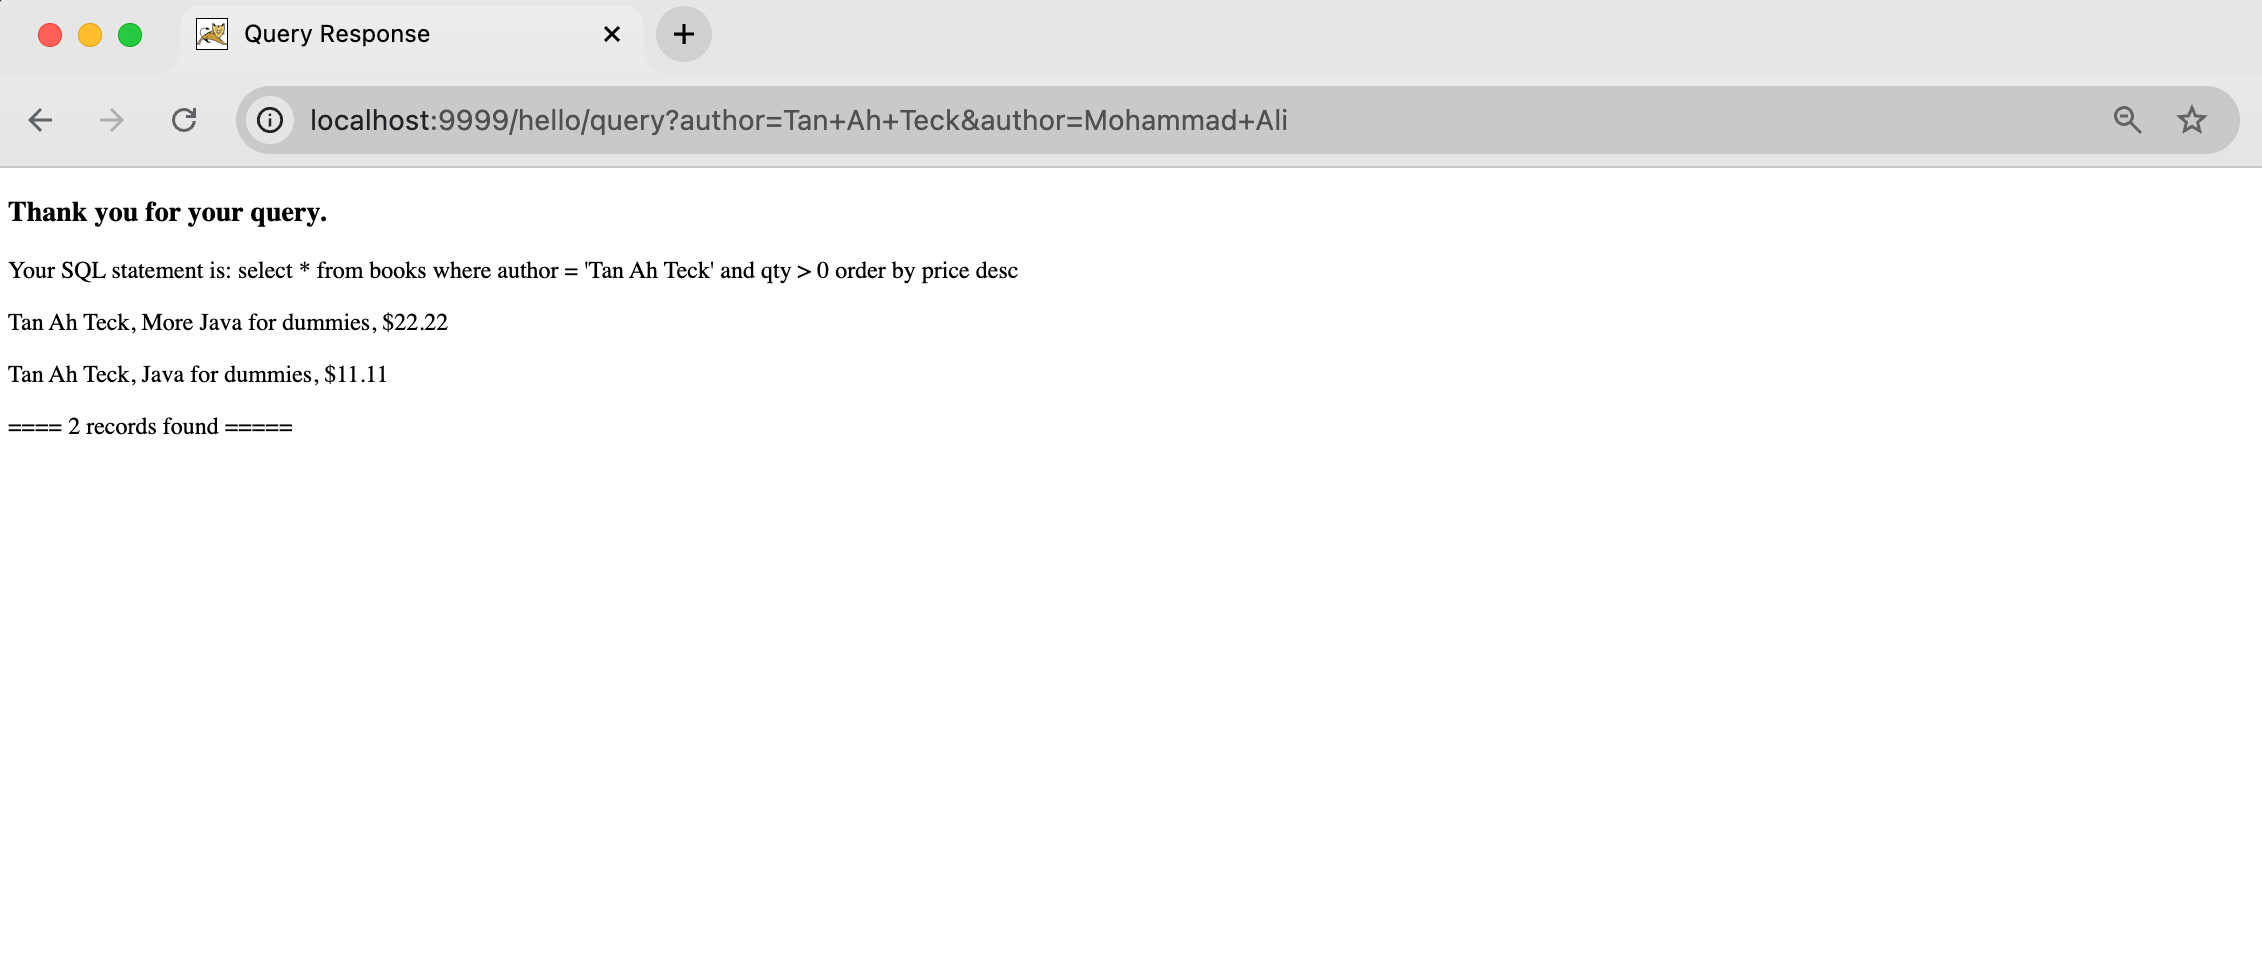 Query Response
localhost:9999/hello/query?author=Tan+Ah+Teck&author=Mohammad+Ali
Thank you for your query.
Your SQL statement is: select * from books where author = 'Tan Ah Teck' and qty > 0 order by price desc
Tan Ah Teck, More Java for dummies, $22.22
Tan Ah Teck, Java for dummies, $11.11
==== 2 records found =====